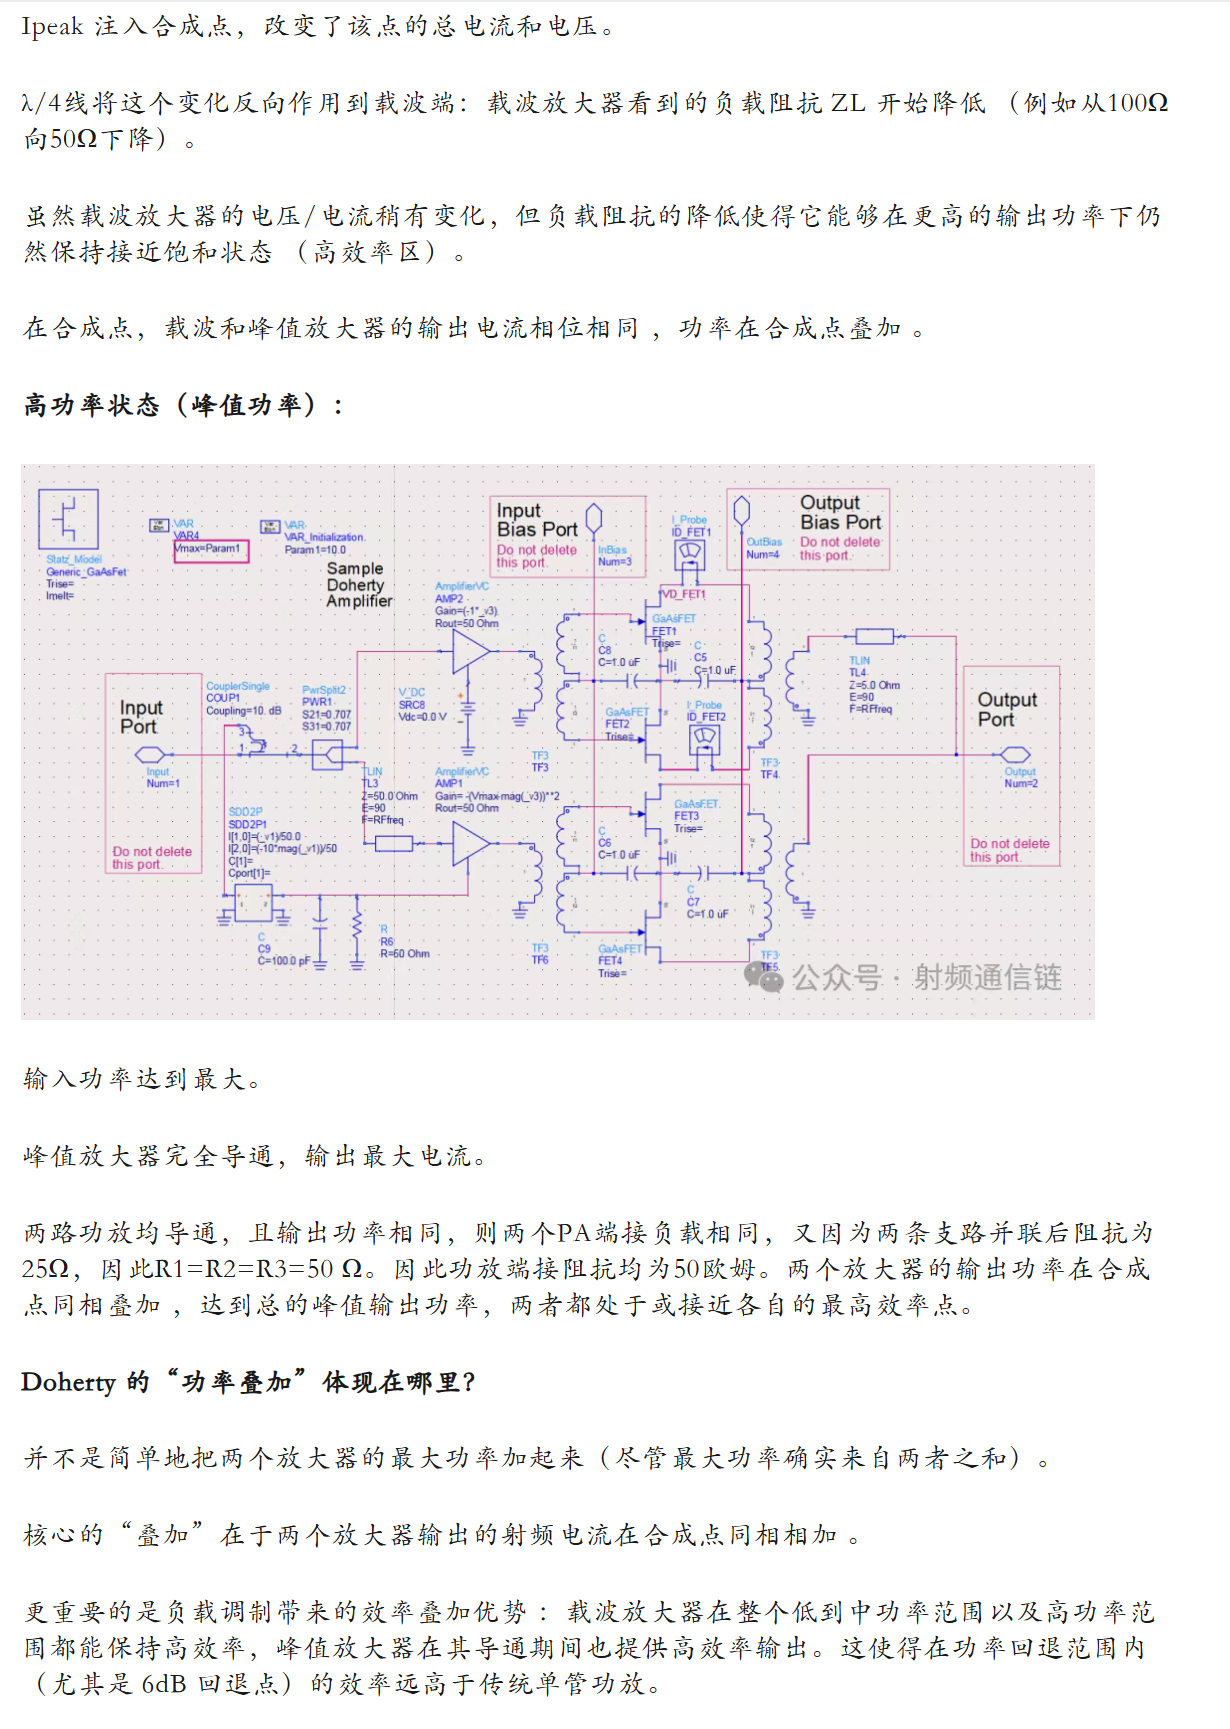 Ipeak 注入合成点，改变了该点的总电流和电压。
λ/4线将这个变化反向作用到载波端：载波放大器看到的负载阻抗 ZL 开始降低 （例如从100Ω
向50Ω下降）。
虽然载波放大器的电压/电流稍有变化，但负载阻抗的降低使得它能够在更高的输出功率下仍
然保持接近饱和状态 （高效率区）。
在合成点，载波和峰值放大器的输出电流相位相同 ，功率在合成点叠加 。
高功率状态（峰值功率）：
Statz_Model
Generic_GaAsFet
Trise=
Imelt=
VAR
VAR4
Vmax=Param1
VAR
VAR_Initialization
Param1=10.0
Sample
Doherty
Amplifier
Input
Bias Port
Do not delete
this port.
InBias
Num=3
I_Probe
ID_FET1
VD_FET1
OutBias
Num=4
Output
Bias Port
Do not delete
this port.
AmplifierVC
AMP2
Gain=(-1*_v3)
Rout=50 Ohm
GaAsFET
FET1
Trise=
C
C8
C=1.0 uF
C
C5
C=1.0 uF
TLIN
TL4
Z=5.0 Ohm
E=90
F=RFfreq
Input
Port
Input
Num=1
Do not delete
this port.
CouplerSingle
COUP1
Coupling=10. dB
PwrSplit2
PWR1
S21=0.707
S31=0.707
V_DC
SRC8
Vdc=0.0 V
GaAsFET
FET2
Trise=
I_Probe
ID_FET2
Output
Port
Output
Num=2
Do not delete
this port.
TF3
TF3
TF3
TF4
TLIN
TL3
Z=50.0 Ohm
E=90
F=RFfreq
AmplifierVC
AMP1
Gain= -(Vmax-mag(_v3))**2
Rout=50 Ohm
SDD2P
SDD2P1
I[1,0]=(_v1)/50.0
I[2,0]=(-10*mag(_v1))/50
C[1]=
Cport[1]=
GaAsFET
FET3
Trise=
C
C6
C=1.0 uF
C
C7
C=1.0 uF
C
C9
C=100.0 pF
R
R6
R=50 Ohm
TF3
TF6
GaAsFET
FET4
Trise=
TF3
TF5
公众号 · 射频通信链
输入功率达到最大。
峰值放大器完全导通，输出最大电流。
两路功放均导通，且输出功率相同，则两个PA端接负载相同，又因为两条支路并联后阻抗为
25Ω，因此R1=R2=R3=50 Ω。因此功放端接阻抗均为50欧姆。两个放大器的输出功率在合成
点同相叠加 ，达到总的峰值输出功率，两者都处于或接近各自的最高效率点。
Doherty 的“功率叠加”体现在哪里？
并不是简单地把两个放大器的最大功率加起来（尽管最大功率确实来自两者之和）。
核心的“叠加”在于两个放大器输出的射频电流在合成点同相相加 。
更重要的是负载调制带来的效率叠加优势 ：载波放大器在整个低到中功率范围以及高功率范
围都能保持高效率，峰值放大器在其导通期间也提供高效率输出。这使得在功率回退范围内
（尤其是 6dB 回退点）的效率远高于传统单管功放。